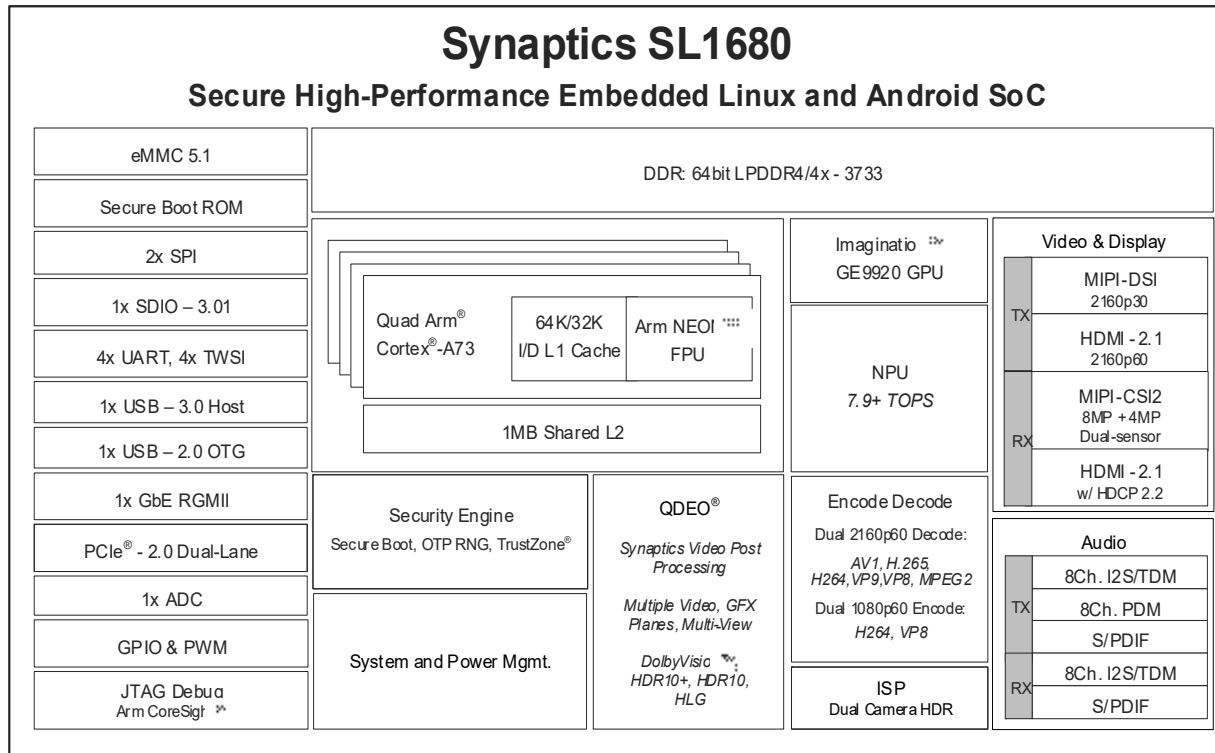 Synaptics SL1680
Secure High-Performance Embedded Linux and Android SoC
eMMC 5.1
Secure Boot ROM
2x SPI
1x SDIO – 3.01
4x UART, 4x TWSI
1x USB – 3.0 Host
1x USB – 2.0 OTG
1x GbE RGMII
PCIe® - 2.0 Dual-Lane
1x ADC
GPIO & PWM
JTAG Debug
Arm CoreSigh
DDR: 64bit LPDDR4/4x - 3733
Quad Arm®
Cortex®-A73
64K/32K
I/D L1 Cache
Arm NEON
FPU
1MB Shared L2
Imaginatio
GE9920 GPU
NPU
7.9+ TOPS
Security Engine
Secure Boot, OTP RNG, TrustZone®
System and Power Mgmt.
QDEO®
Synaptics Video Post
Processing
Multiple Video, GFX
Planes, Multi-View
DolbyVisio
HDR10+, HDR10,
HLG
Encode Decode
Dual 2160p60 Decode:
AV1, H.265,
H264,VP9,VP8, MPEG2
Dual 1080p60 Encode:
H264, VP8
ISP
Dual Camera HDR
Video & Display
TX
MIPI-DSI
2160p30
HDMI - 2.1
2160p60
RX
MIPI-CSI2
8MP + 4MP
Dual-sensor
HDMI - 2.1
w/ HDCP 2.2
Audio
TX
8Ch. I2S/TDM
8Ch. PDM
S/PDIF
RX
8Ch. I2S/TDM
S/PDIF